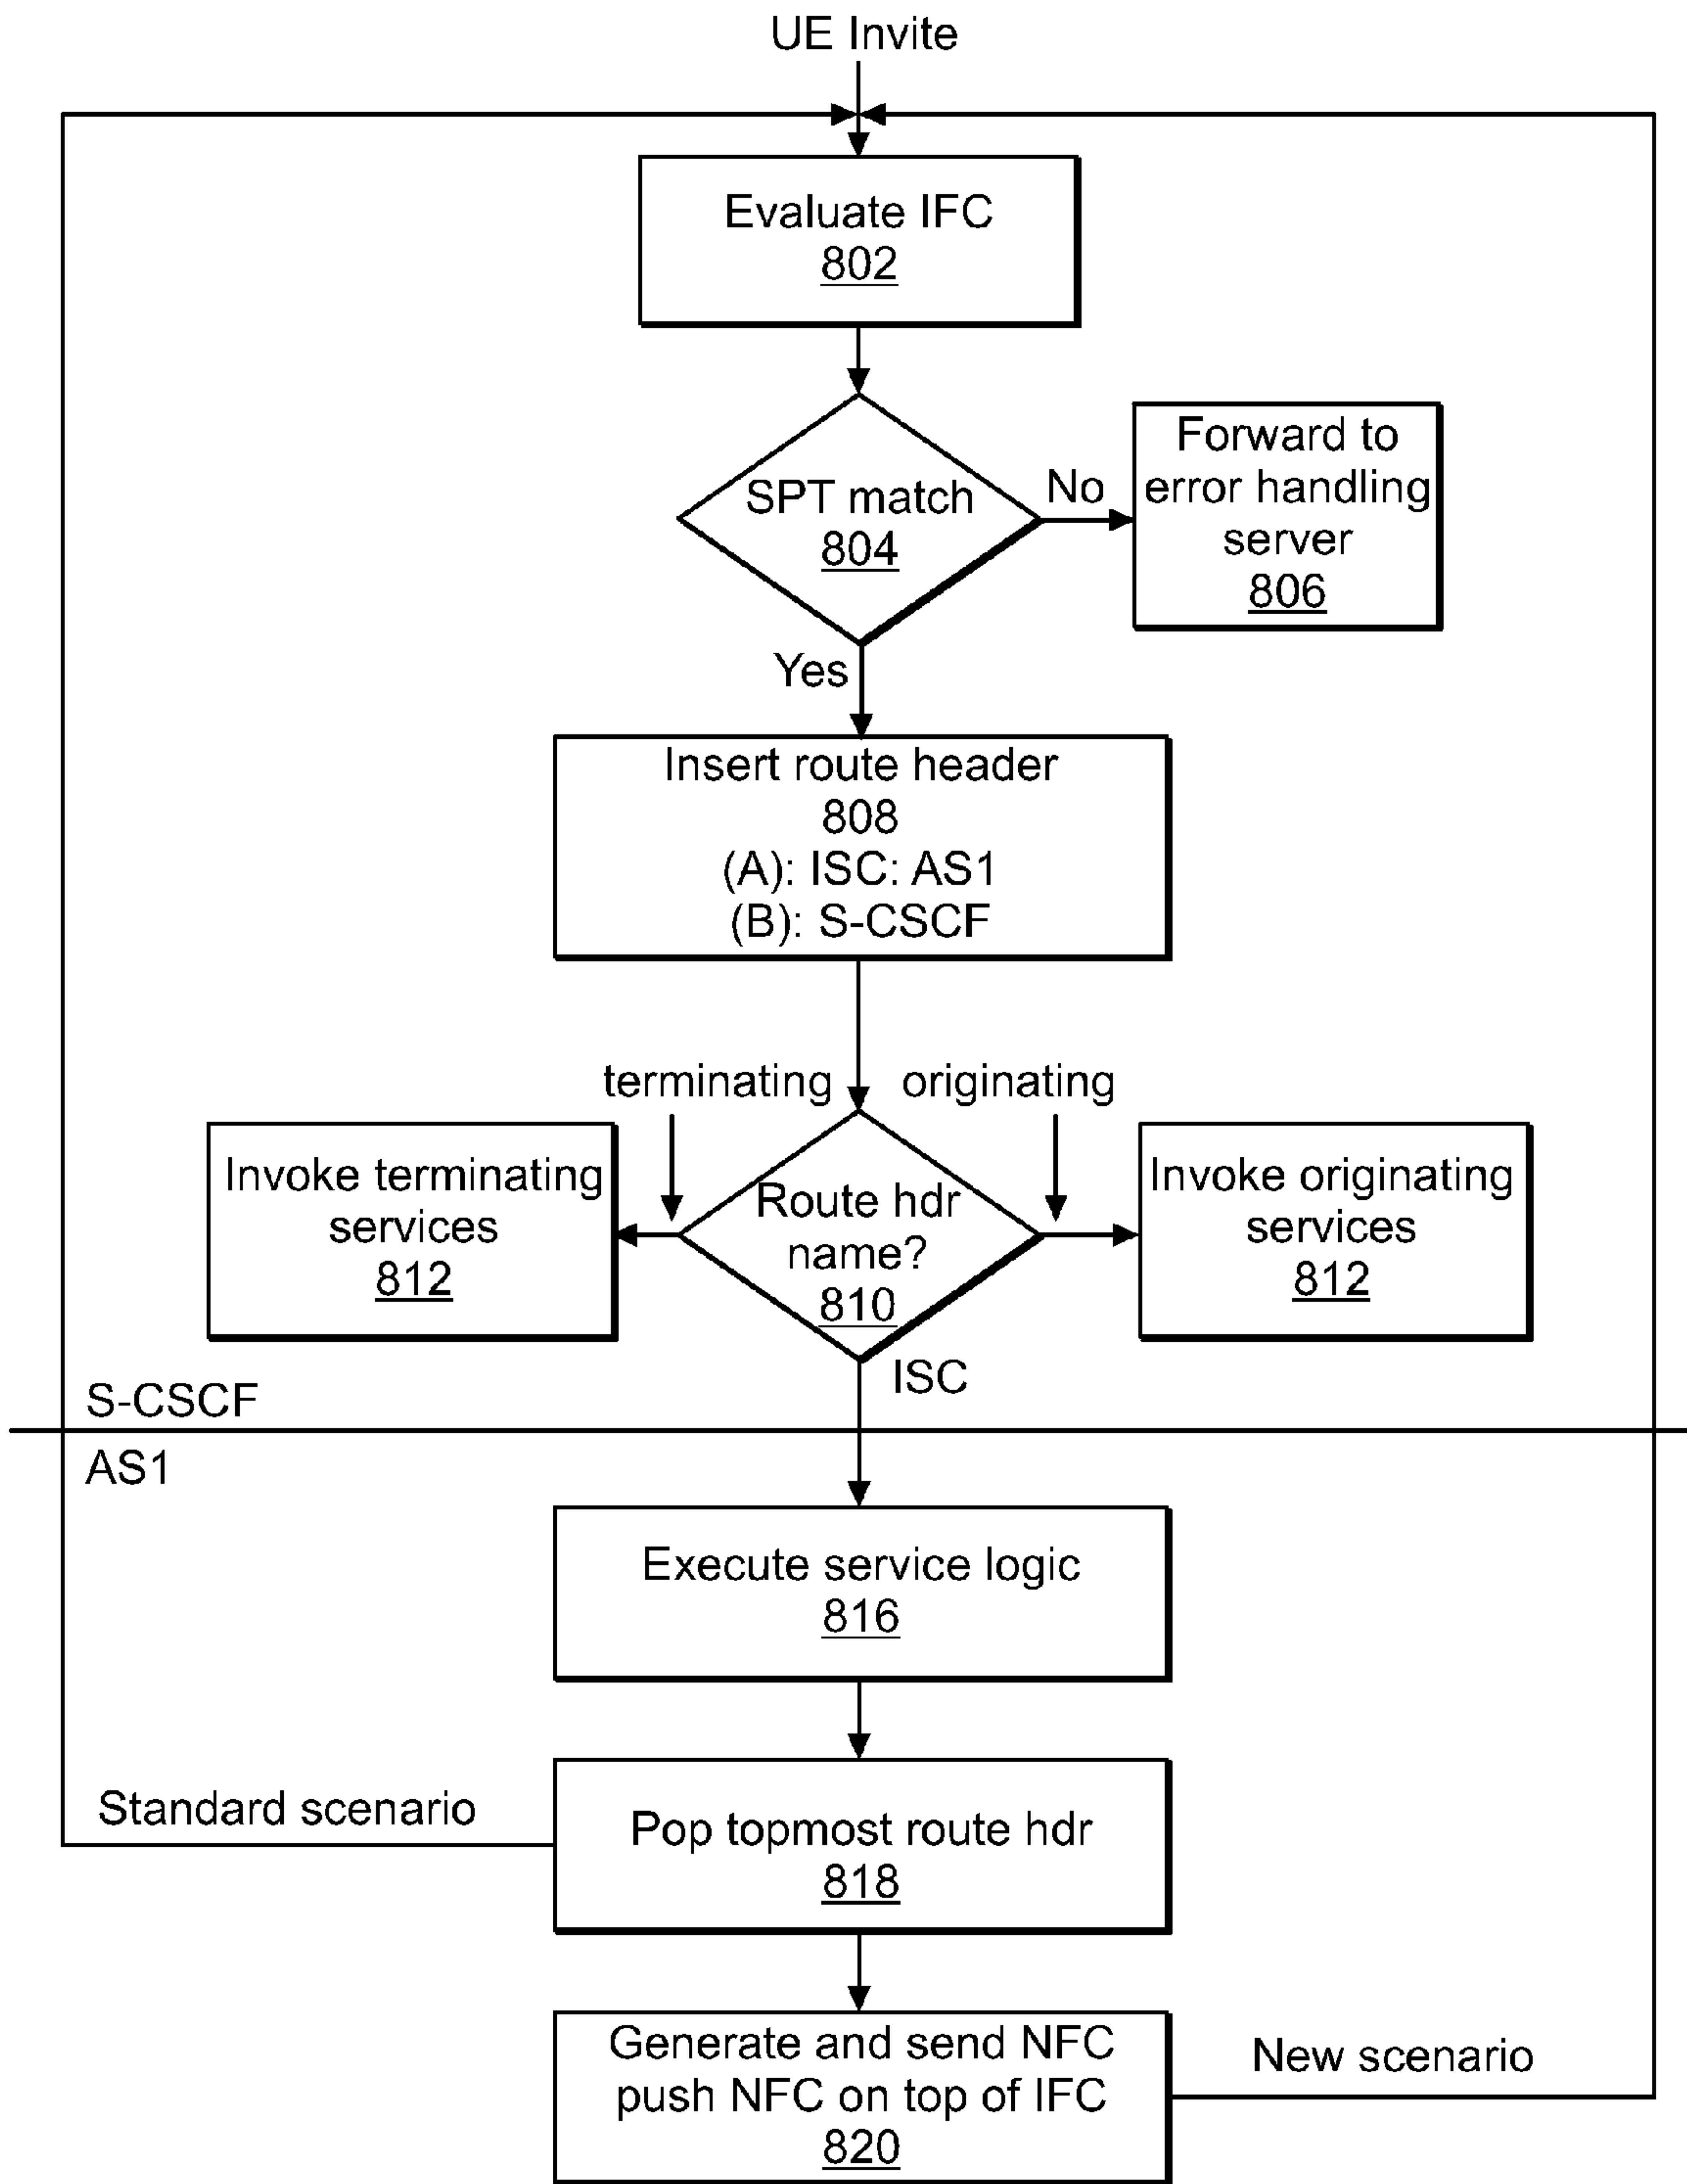 UE Invite
Evaluate IFC
802
SPT match
804
No
Forward to
error handling
server
806
Yes
Insert route header
808
(A): ISC: AS1
(B): S-CSCF
terminating
originating
Invoke terminating
services
812
Route hdr
name?
810
Invoke originating
services
812
ISC
S-CSCF
AS1
Execute service logic
816
Standard scenario
Pop topmost route hdr
818
Generate and send NFC
push NFC on top of IFC
820
New scenario